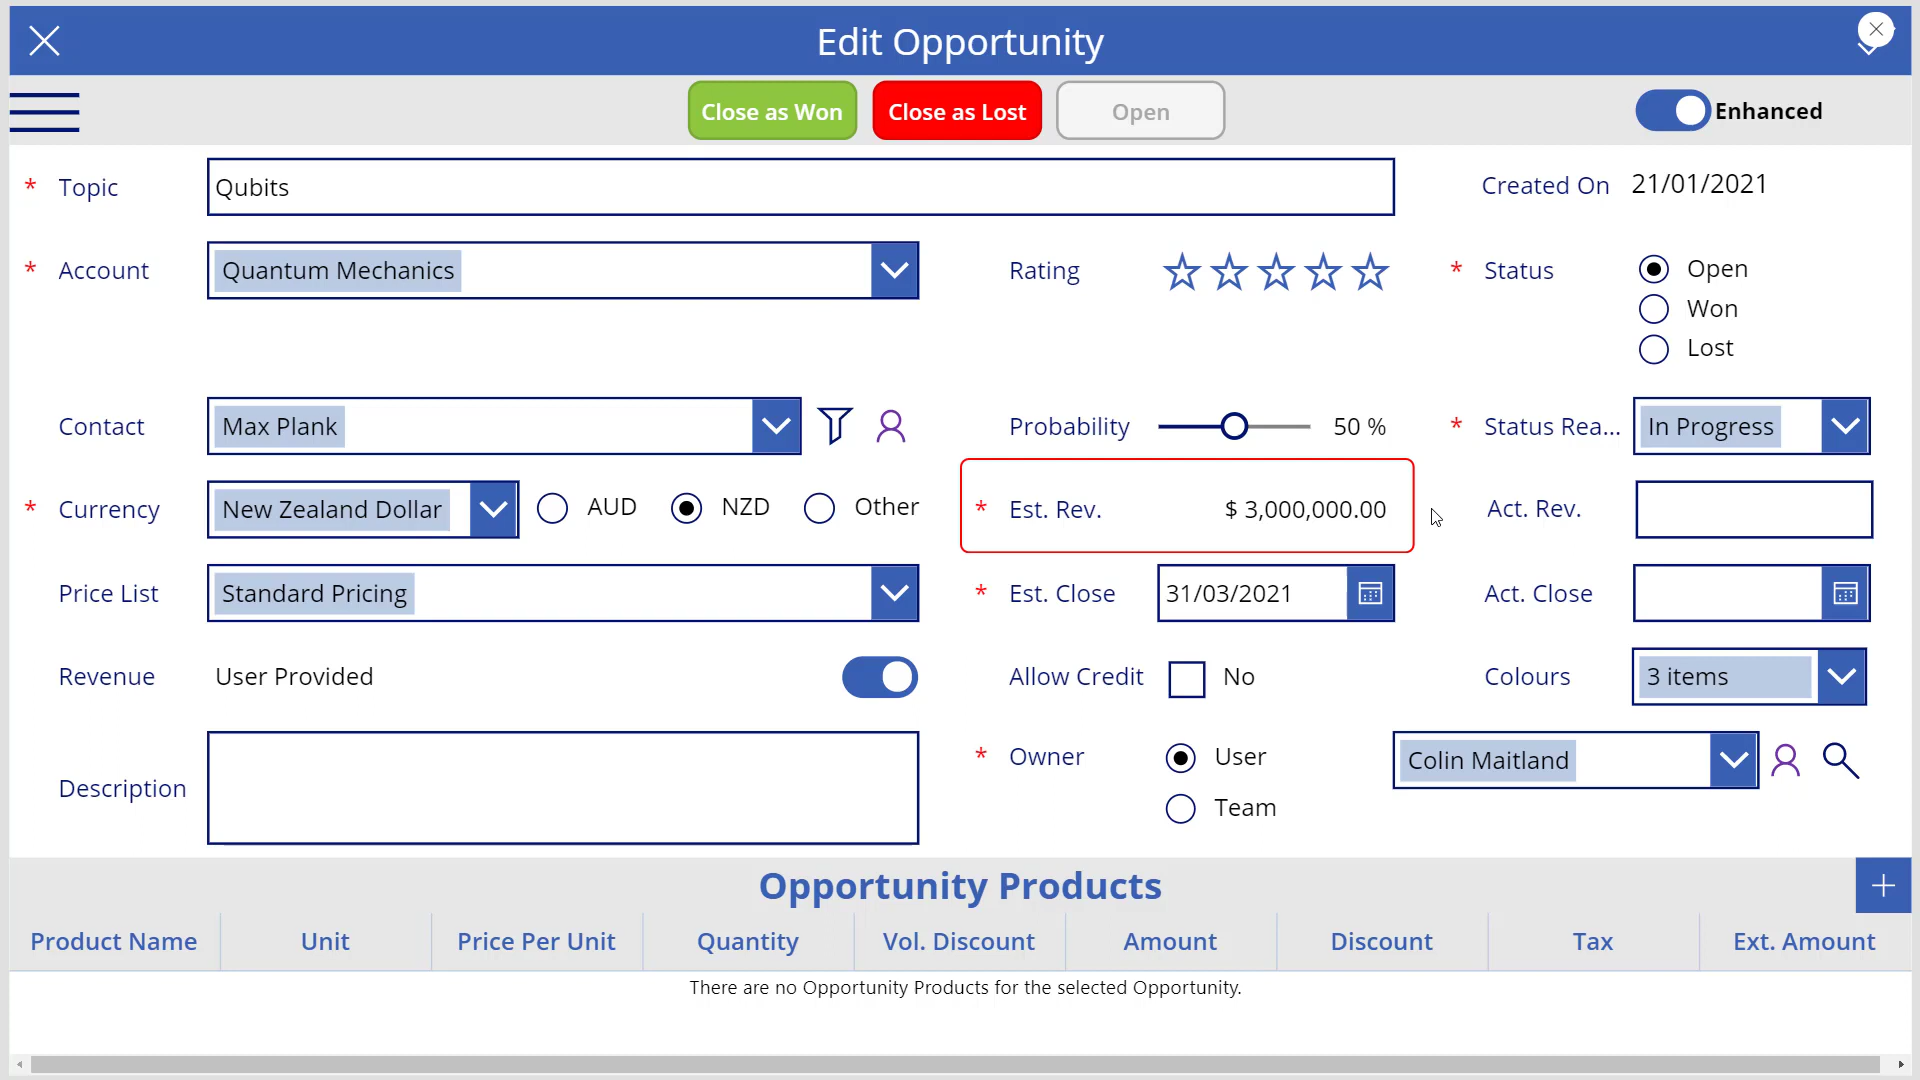 Edit Opportunity
Close as Won Close as Lost Open Enhanced
* Topic Qubits Created On 21/01/2021
* Account Quantum Mechanics Rating * Status Open
Won
Lost
Contact Max Plank Probability 50 % * Status Rea... In Progress
* Currency New Zealand Dollar AUD NZD Other * Est. Rev. $ 3,000,000.00 Act. Rev.
Price List Standard Pricing * Est. Close 31/03/2021 Act. Close
Revenue User Provided Allow Credit No Colours 3 items
Description * Owner User Colin Maitland
Team
Opportunity Products
Product Name Unit Price Per Unit Quantity Vol. Discount Amount Discount Tax Ext. Amount
There are no Opportunity Products for the selected Opportunity.